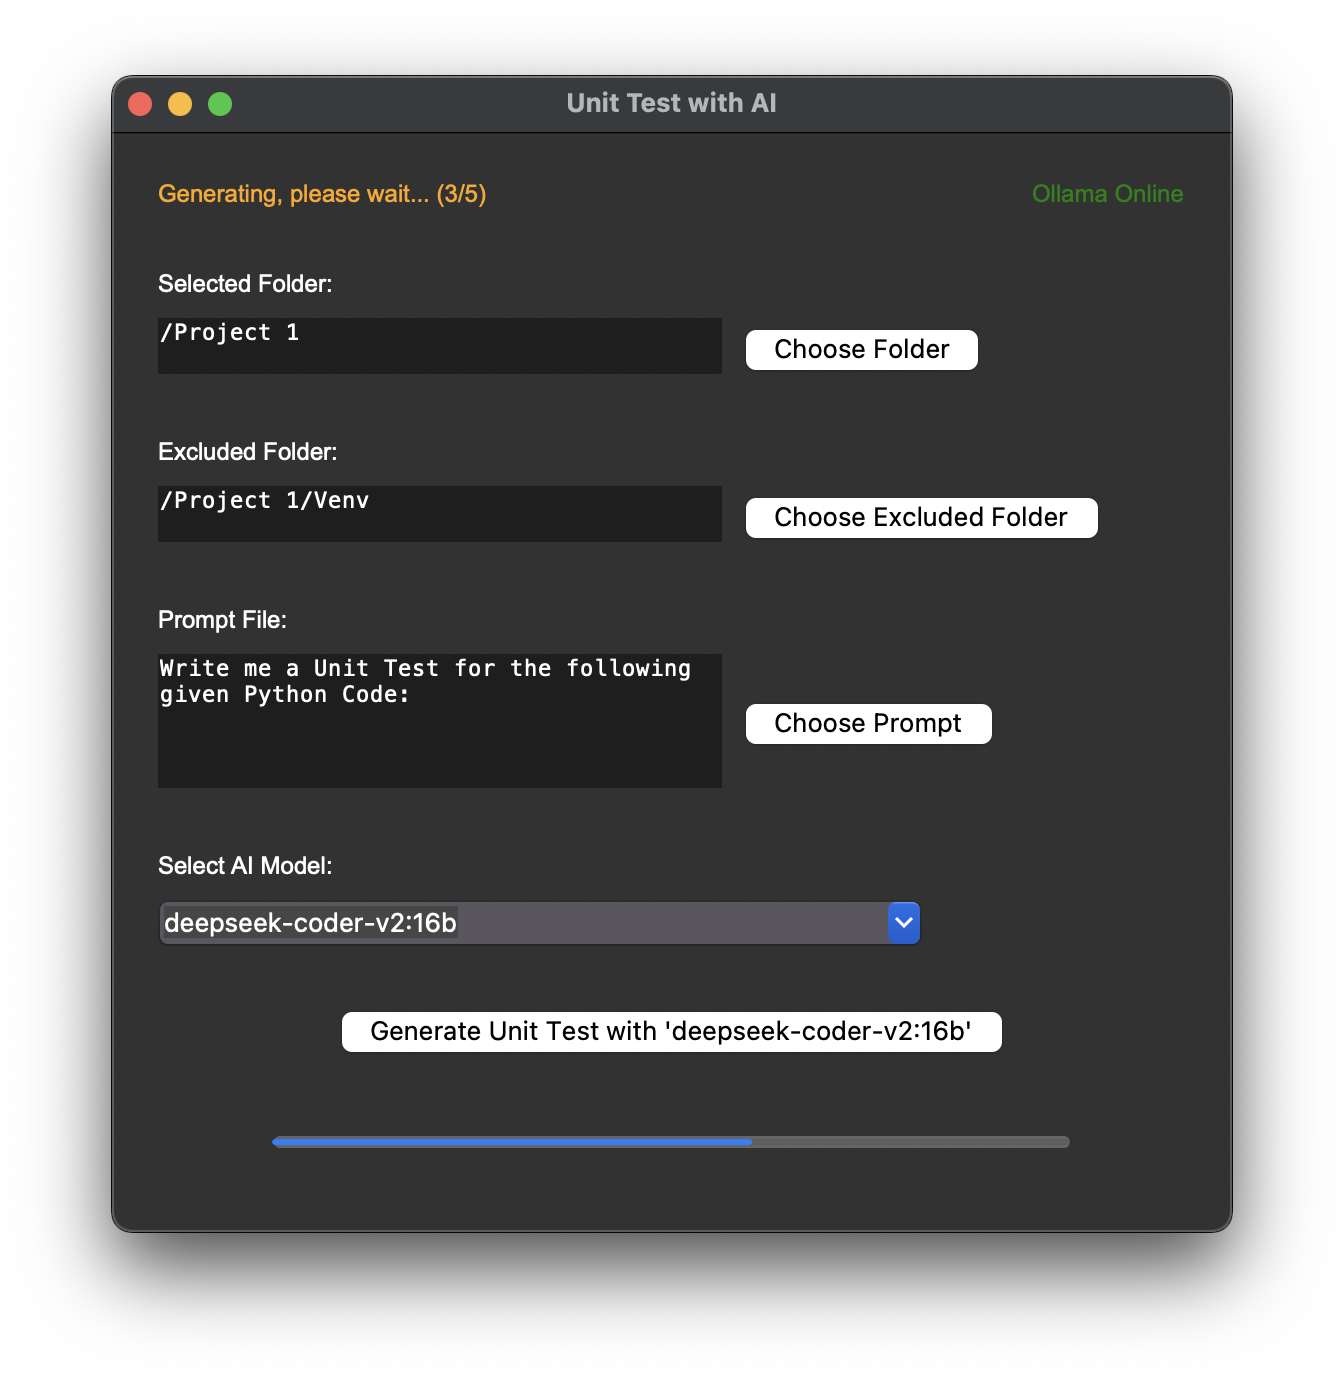 Unit Test with AI
Generating, please wait... (3/5)
Ollama Online
Selected Folder:
/Project 1
Choose Folder
Excluded Folder:
/Project 1/Venv
Choose Excluded Folder
Prompt File:
Write me a Unit Test for the following
given Python Code:
Choose Prompt
Select AI Model:
deepseek-coder-v2:16b
Generate Unit Test with 'deepseek-coder-v2:16b'